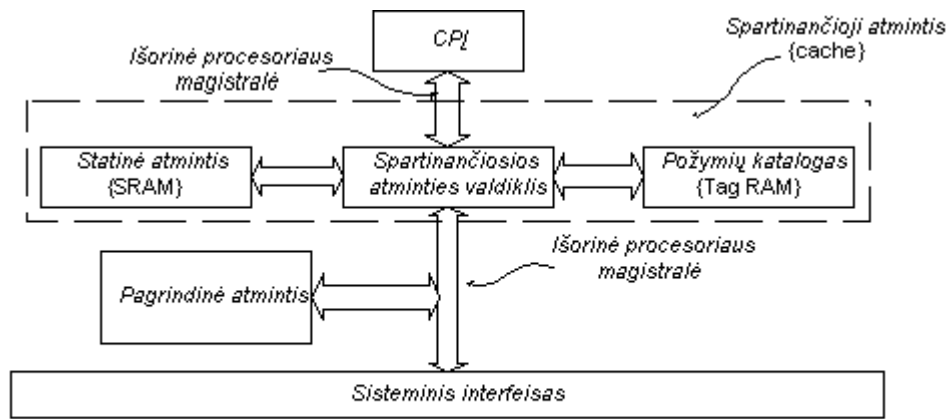 CPĮ
Spartinančioji atmintis
{cache}
Išorinė procesoriaus
magistralė
Statinė atmintis
{SRAM}
Spartinančiosios
atminties valdiklis
Požymių katalogas
{Tag RAM}
Išorinė procesoriaus
magistralė
Pagrindinė atmintis
Sisteminis interfeisas